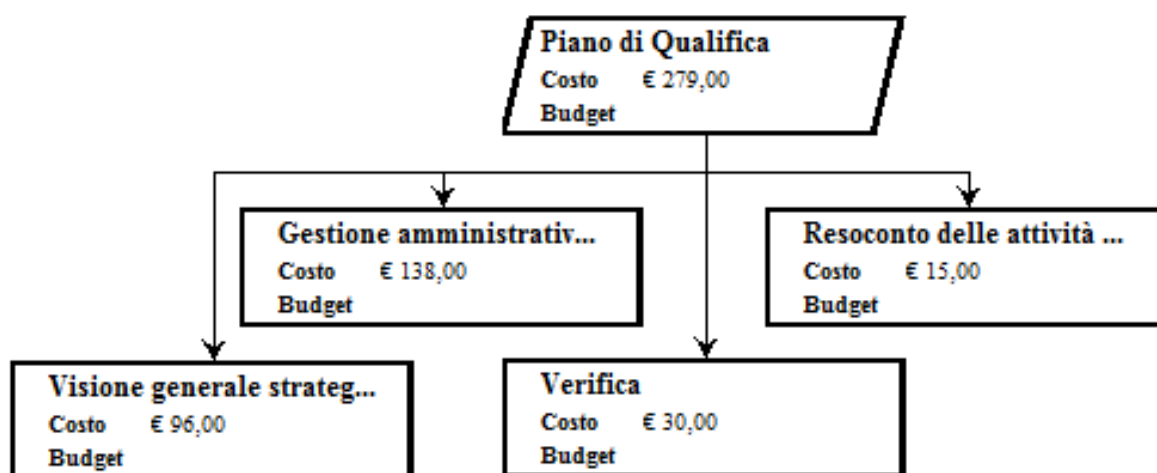 Piano di Qualifica
Costo € 279,00
Budget
Gestione amministrativ...
Costo € 138,00
Budget
Resoconto delle attività ...
Costo € 15,00
Budget
Visione generale strateg...
Costo € 96,00
Budget
Verifica
Costo € 30,00
Budget